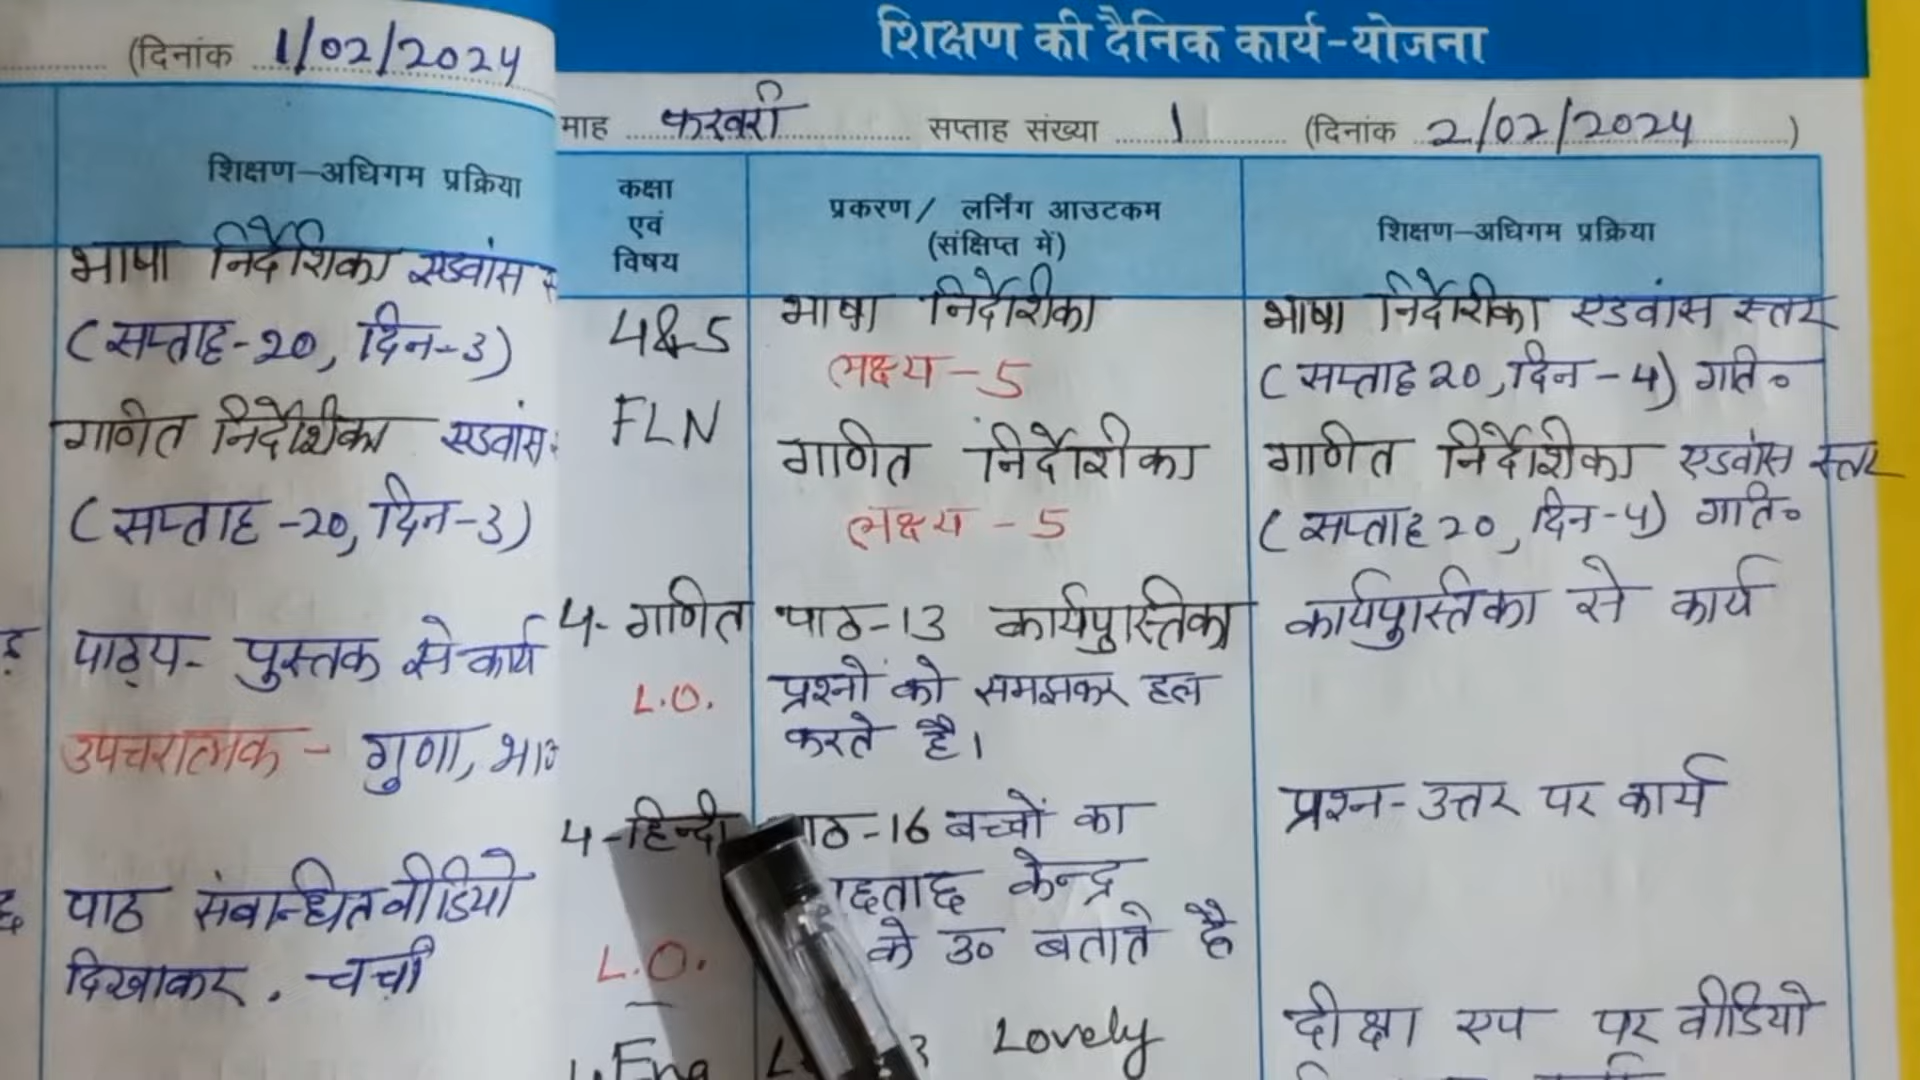 (दिनांक 1/02/2024
शिक्षण-अधिगम प्रक्रिया
भाषा निर्देशिका एडवांस
(सप्ताह-20, दिन-3)
गणित निर्देशिका एडवांस
(सप्ताह-20, दिन-3)
पाठ्य-पुस्तक से कार्य
उपचारात्मक - गुणा,
पाठ संबन्धित वीडियो
दिखाकर. चर्चा
शिक्षण की दैनिक कार्य-योजना
माह फरवरी सप्ताह संख्या 1 (दिनांक 2/02/2024)
कक्षा
एवं
विषय
प्रकरण/ लर्निंग आउटकम
(संक्षिप्त में)
शिक्षण-अधिगम प्रक्रिया
4&5
FLN
भाषा निर्देशिका
लक्ष्य-5
गणित निर्देशिका
लक्ष्य-5
भाषा निर्देशिका एडवांस स्तर
(सप्ताह 20, दिन-4) गति०
गणित निर्देशिका एडवांस स्तर
(सप्ताह 20, दिन-4) गति०
4-गणित
L.O.
पाठ-13 कार्यपुस्तिका
प्रश्नों को समझकर हल
करते है।
कार्यपुस्तिका से कार्य
4-हिन्दी
L.O.
-16 बच्चों का
केन्द्र
के उ० बताते है
प्रश्न-उत्तर पर कार्य
Eng
Lovely
दीक्षा एप पर वीडियो